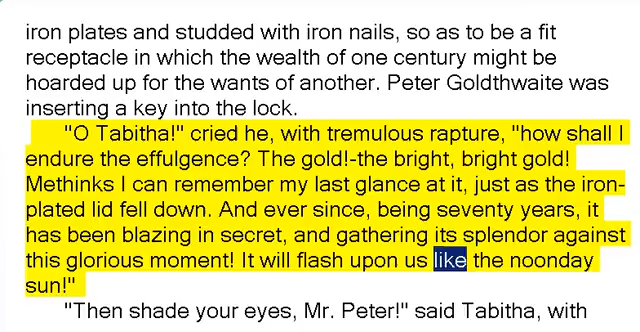 iron plates and studded with iron nails, so as to be a fit
receptacle in which the wealth of one century might be
hoarded up for the wants of another. Peter Goldthwaite was
inserting a key into the lock.
"O Tabitha!" cried he, with tremulous rapture, "how shall I
endure the effulgence? The gold!-the bright, bright gold!
Methinks I can remember my last glance at it, just as the iron-
plated lid fell down. And ever since, being seventy years, it
has been blazing in secret, and gathering its splendor against
this glorious moment! It will flash upon us like the noonday
sun!"
"Then shade your eyes, Mr. Peter!" said Tabitha, with